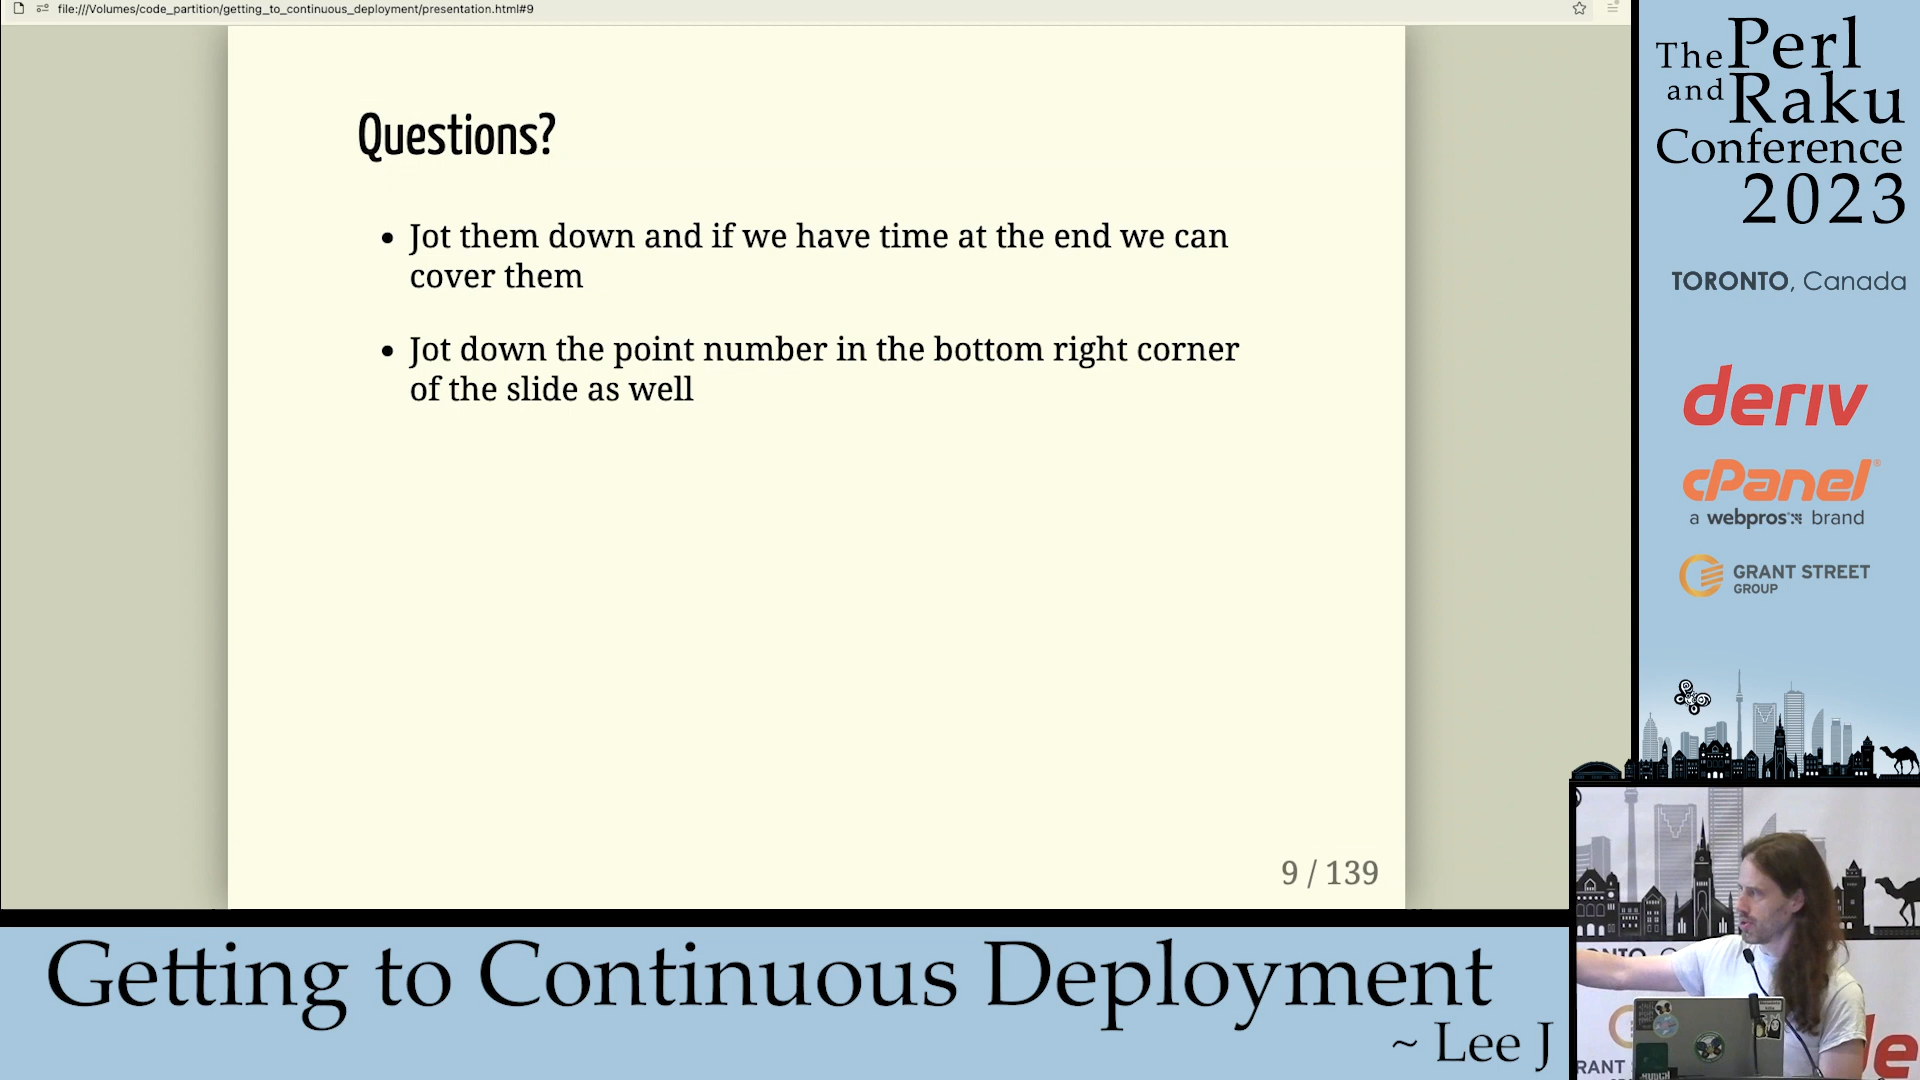 file:///Volumes/code_partition/getting_to_continuous_deployment/presentation.html#9
Questions?
• Jot them down and if we have time at the end we can
cover them
• Jot down the point number in the bottom right corner
of the slide as well
9 / 139
The Perl
and Raku
Conference
2023
TORONTO, Canada
deriv
cPanel®
a webpros brand
GRANT STREET
GROUP
Getting to Continuous Deployment
~ Lee J